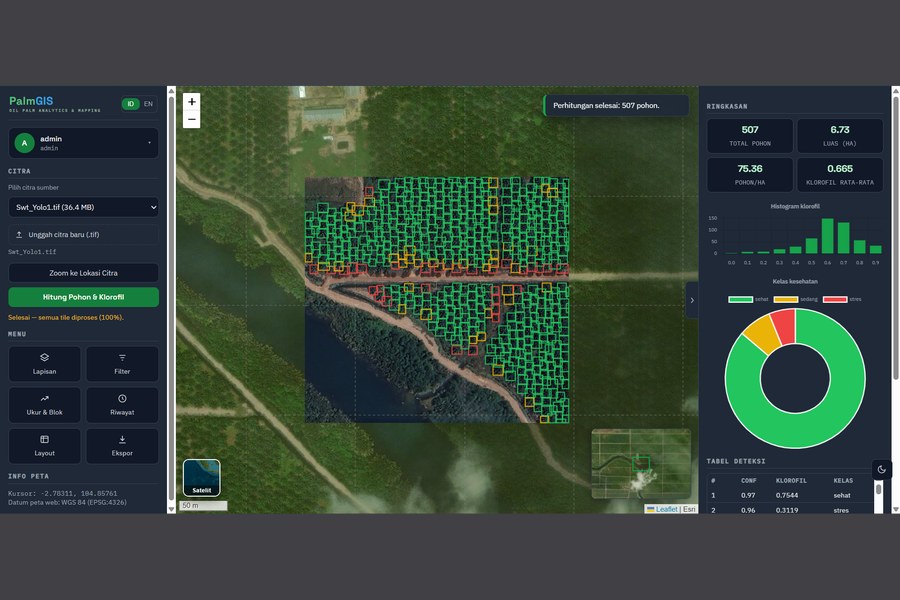 PalmGIS
OIL PALM ANALYTICS & MAPPING
ID EN
A
admin
admin
CITRA
Pilih citra sumber
Swt_Yolo1.tif (36.4 MB)
Unggah citra baru (.tif)
Swt_Yolo1.tif
Zoom ke Lokasi Citra
Hitung Pohon & Klorofil
Selesai — semua tile diproses (100%).
MENU
Lapisan
Filter
Ukur & Blok
Riwayat
Layout
Ekspor
INFO PETA
Kursor: -2.78311, 104.85761
Datum peta web: WGS 84 (EPSG:4326)
+
−
Perhitungan selesai: 507 pohon.
Satelit
50 m
Leaflet | Esri
RINGKASAN
507
TOTAL POHON
6.73
LUAS (HA)
75.36
POHON/HA
0.665
KLOROFIL RATA-RATA
Histogram klorofil
150
100
50
0
0.0 0.1 0.2 0.3 0.4 0.5 0.6 0.7 0.8 0.9
Kelas kesehatan
sehat sedang stres
TABEL DETEKSI
# CONF KLOROFIL KELAS
1 0.97 0.7544 sehat
2 0.96 0.3119 stres